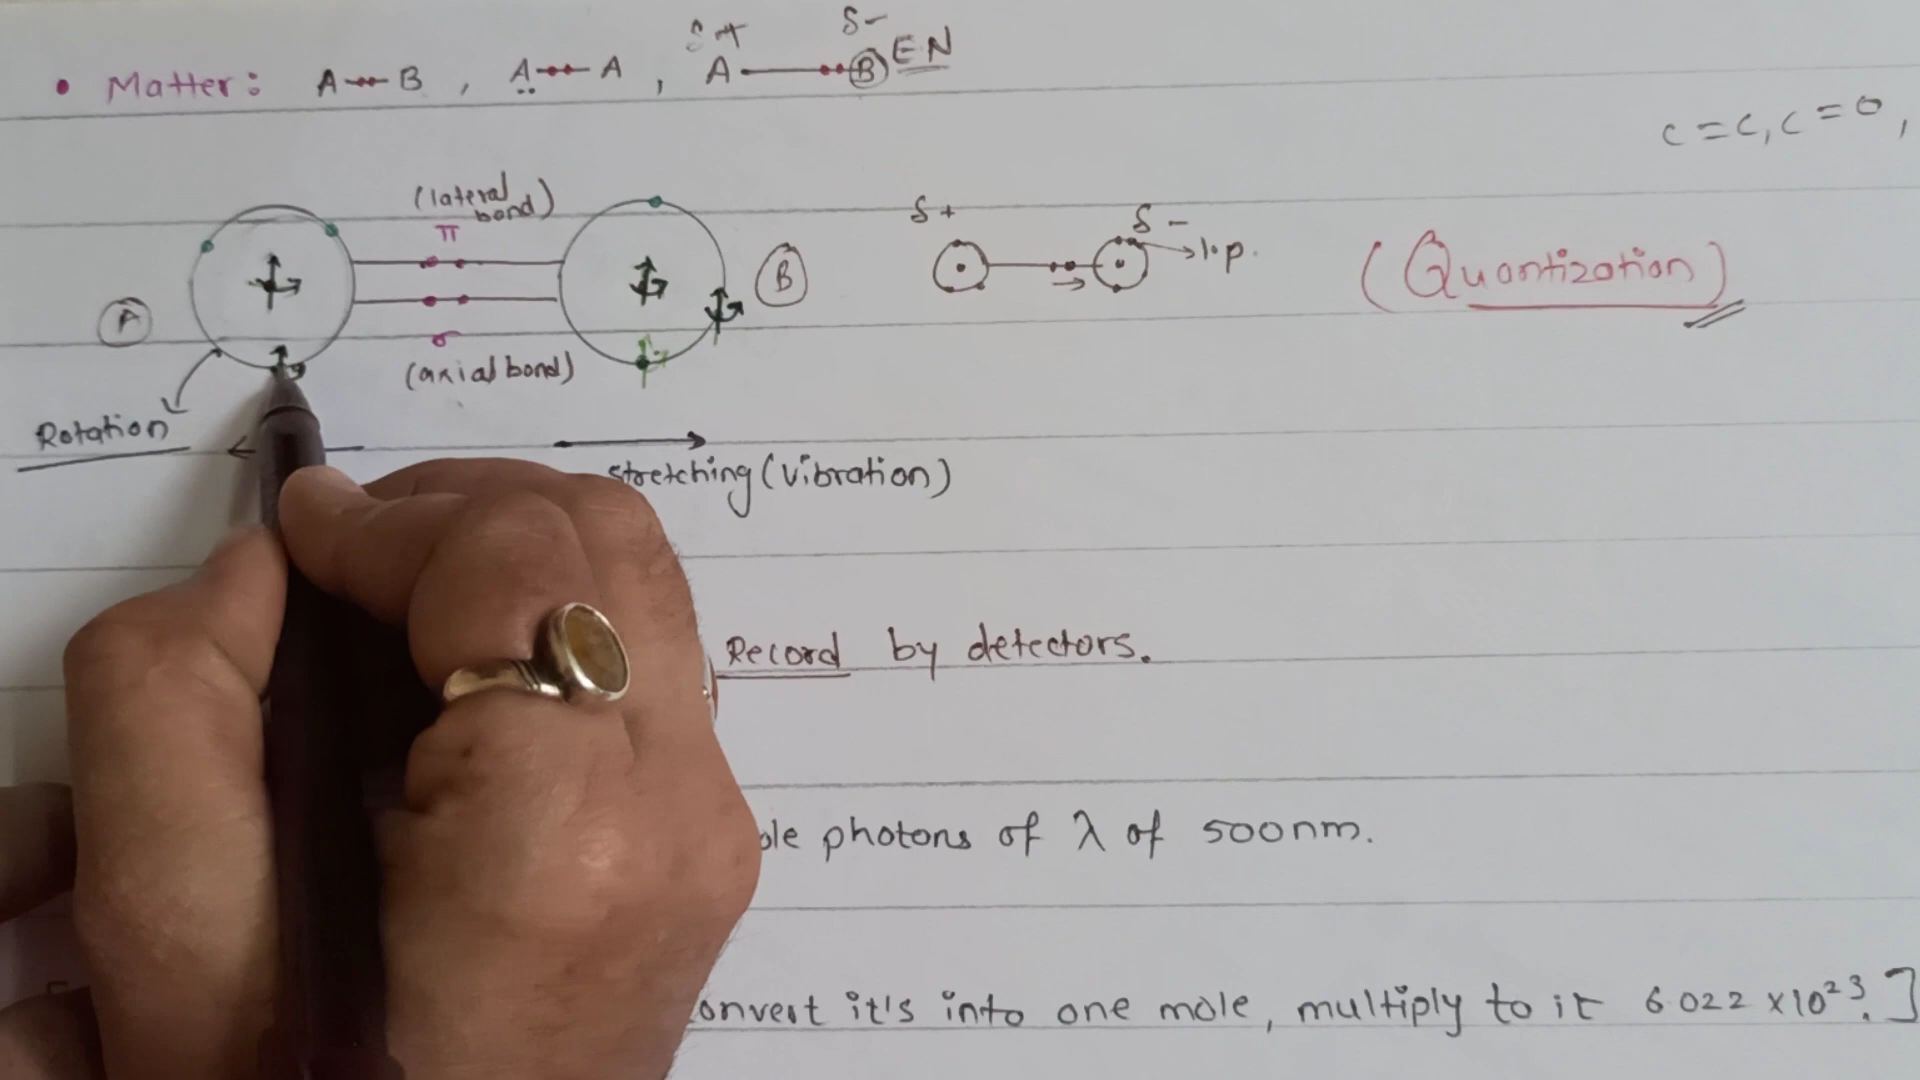 • Matter: A—B , A—A , A—B EN
δ+ δ-
c=c, c=o,
(lateral bond)
π
σ
(axial bond)
A
B
δ+ δ-
l.p.
(Quantization)
Rotation
stretching (vibration)
Record by detectors.
ole photons of λ of 500nm.
onvert it's into one mole, multiply to it 6.022 x10²³.]